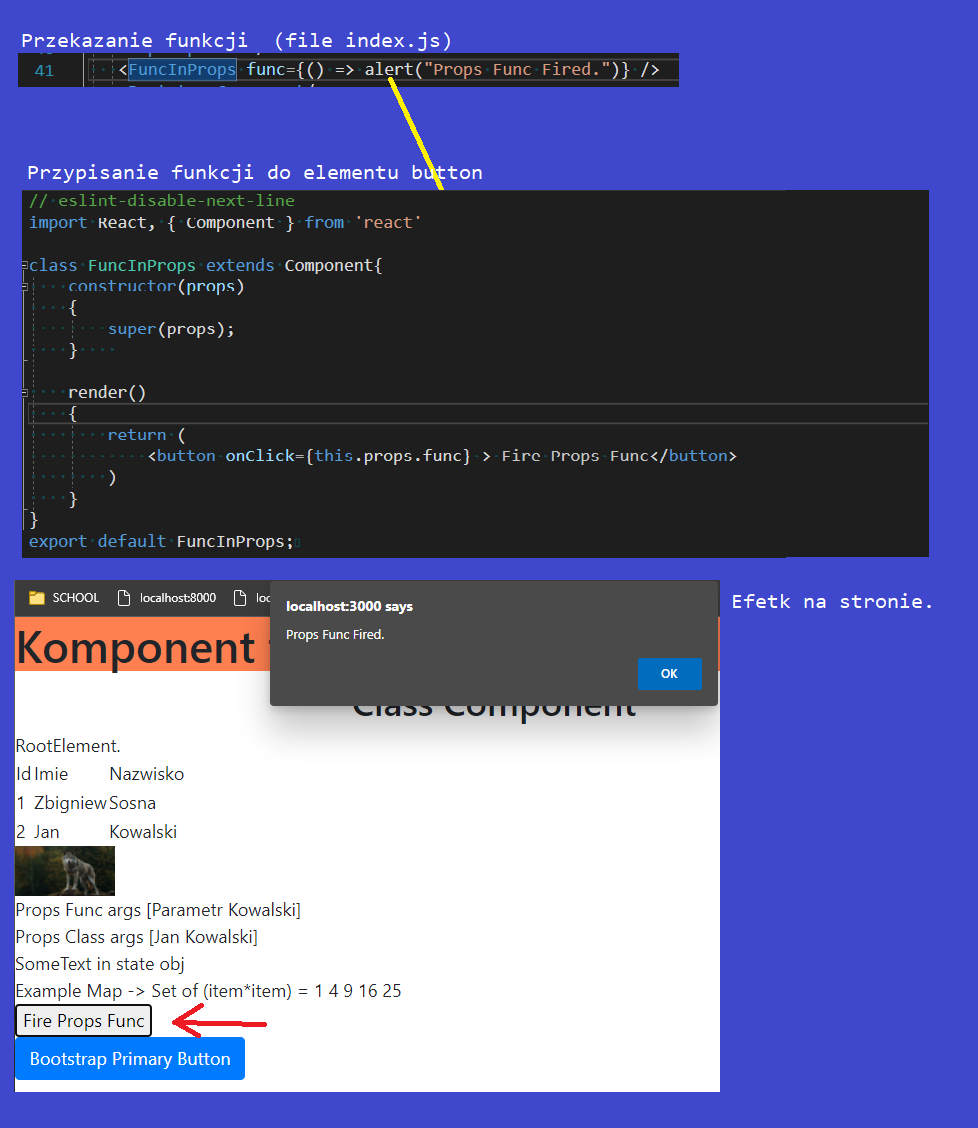 Przekazanie funkcji  (file index.js)
41 <FuncInProps func={() => alert("Props Func Fired.")} />
Przypisanie funkcji do elementu button
// eslint-disable-next-line
import React, { Component } from 'react'
class FuncInProps extends Component{
constructor(props)
{
super(props);
}
render()
{
return (
<button onClick={this.props.func} > Fire Props Func</button>
)
}
}
export default FuncInProps;
Efetk na stronie.
SCHOOL localhost:8000
localhost:3000 says
Props Func Fired.
OK
Komponent
Class Component
RootElement.
Id Imie Nazwisko
1 Zbigniew Sosna
2 Jan Kowalski
Props Func args [Parametr Kowalski]
Props Class args [Jan Kowalski]
SomeText in state obj
Example Map -> Set of (item*item) = 1 4 9 16 25
Fire Props Func
Bootstrap Primary Button